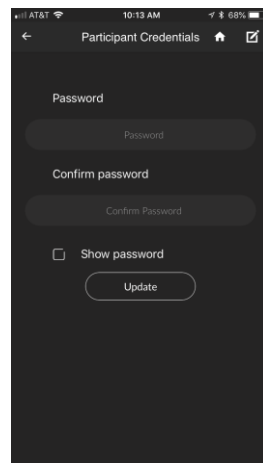 AT&T 10:13 AM 68%
Participant Credentials
Password
Password
Confirm password
Confirm Password
Show password
Update